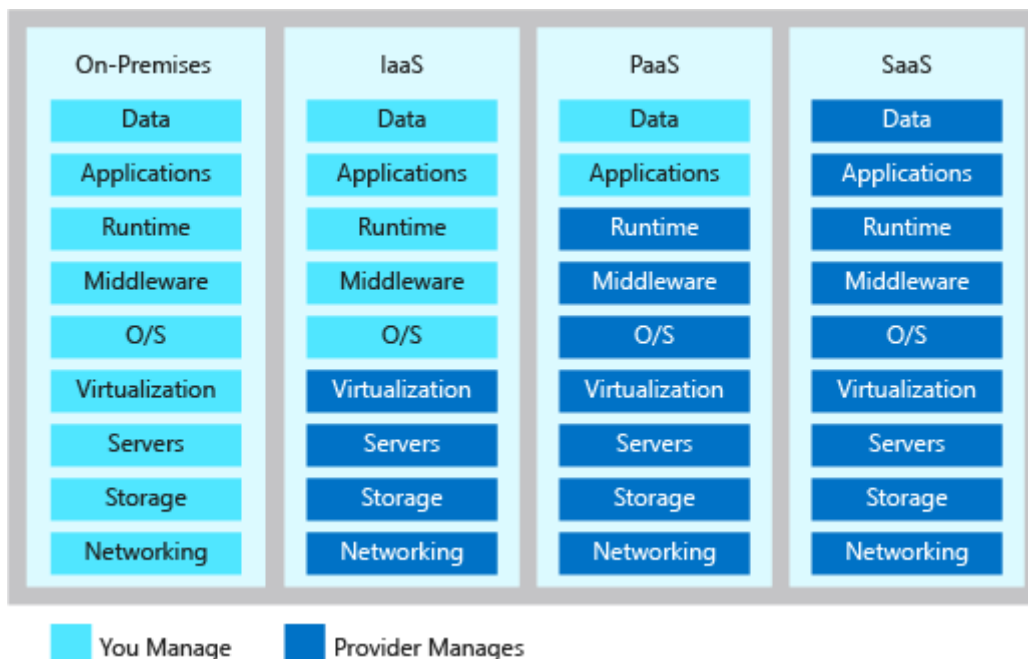 On-Premises IaaS PaaS SaaS
Data Data Data Data
Applications Applications Applications Applications
Runtime Runtime Runtime Runtime
Middleware Middleware Middleware Middleware
O/S O/S O/S O/S
Virtualization Virtualization Virtualization Virtualization
Servers Servers Servers Servers
Storage Storage Storage Storage
Networking Networking Networking Networking
You Manage Provider Manages